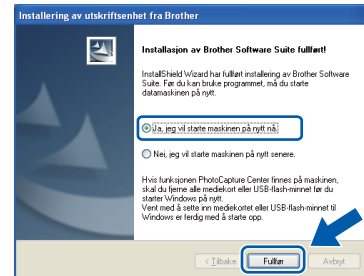 Installering av utskriftsenhet fra Brother
Installasjon av Brother Software Suite fullført!
InstallShield Wizard har fullført installering av Brother Software
Suite. Før du kan bruke programmet, må du starte
datamaskinen på nytt.
Ja, jeg vil starte maskinen på nytt nå.
Nei, jeg vil starte maskinen på nytt senere.
Hvis funksjonen PhotoCapture Center finnes på maskinen,
skal du fjerne alle mediekort eller USB-flash-minnet før du
starter Windows på nytt.
Vent med å sette inn mediekortet eller USB-flash-minnet til
Windows er ferdig med å starte opp.
< Tilbake
Fullfør
Avbryt